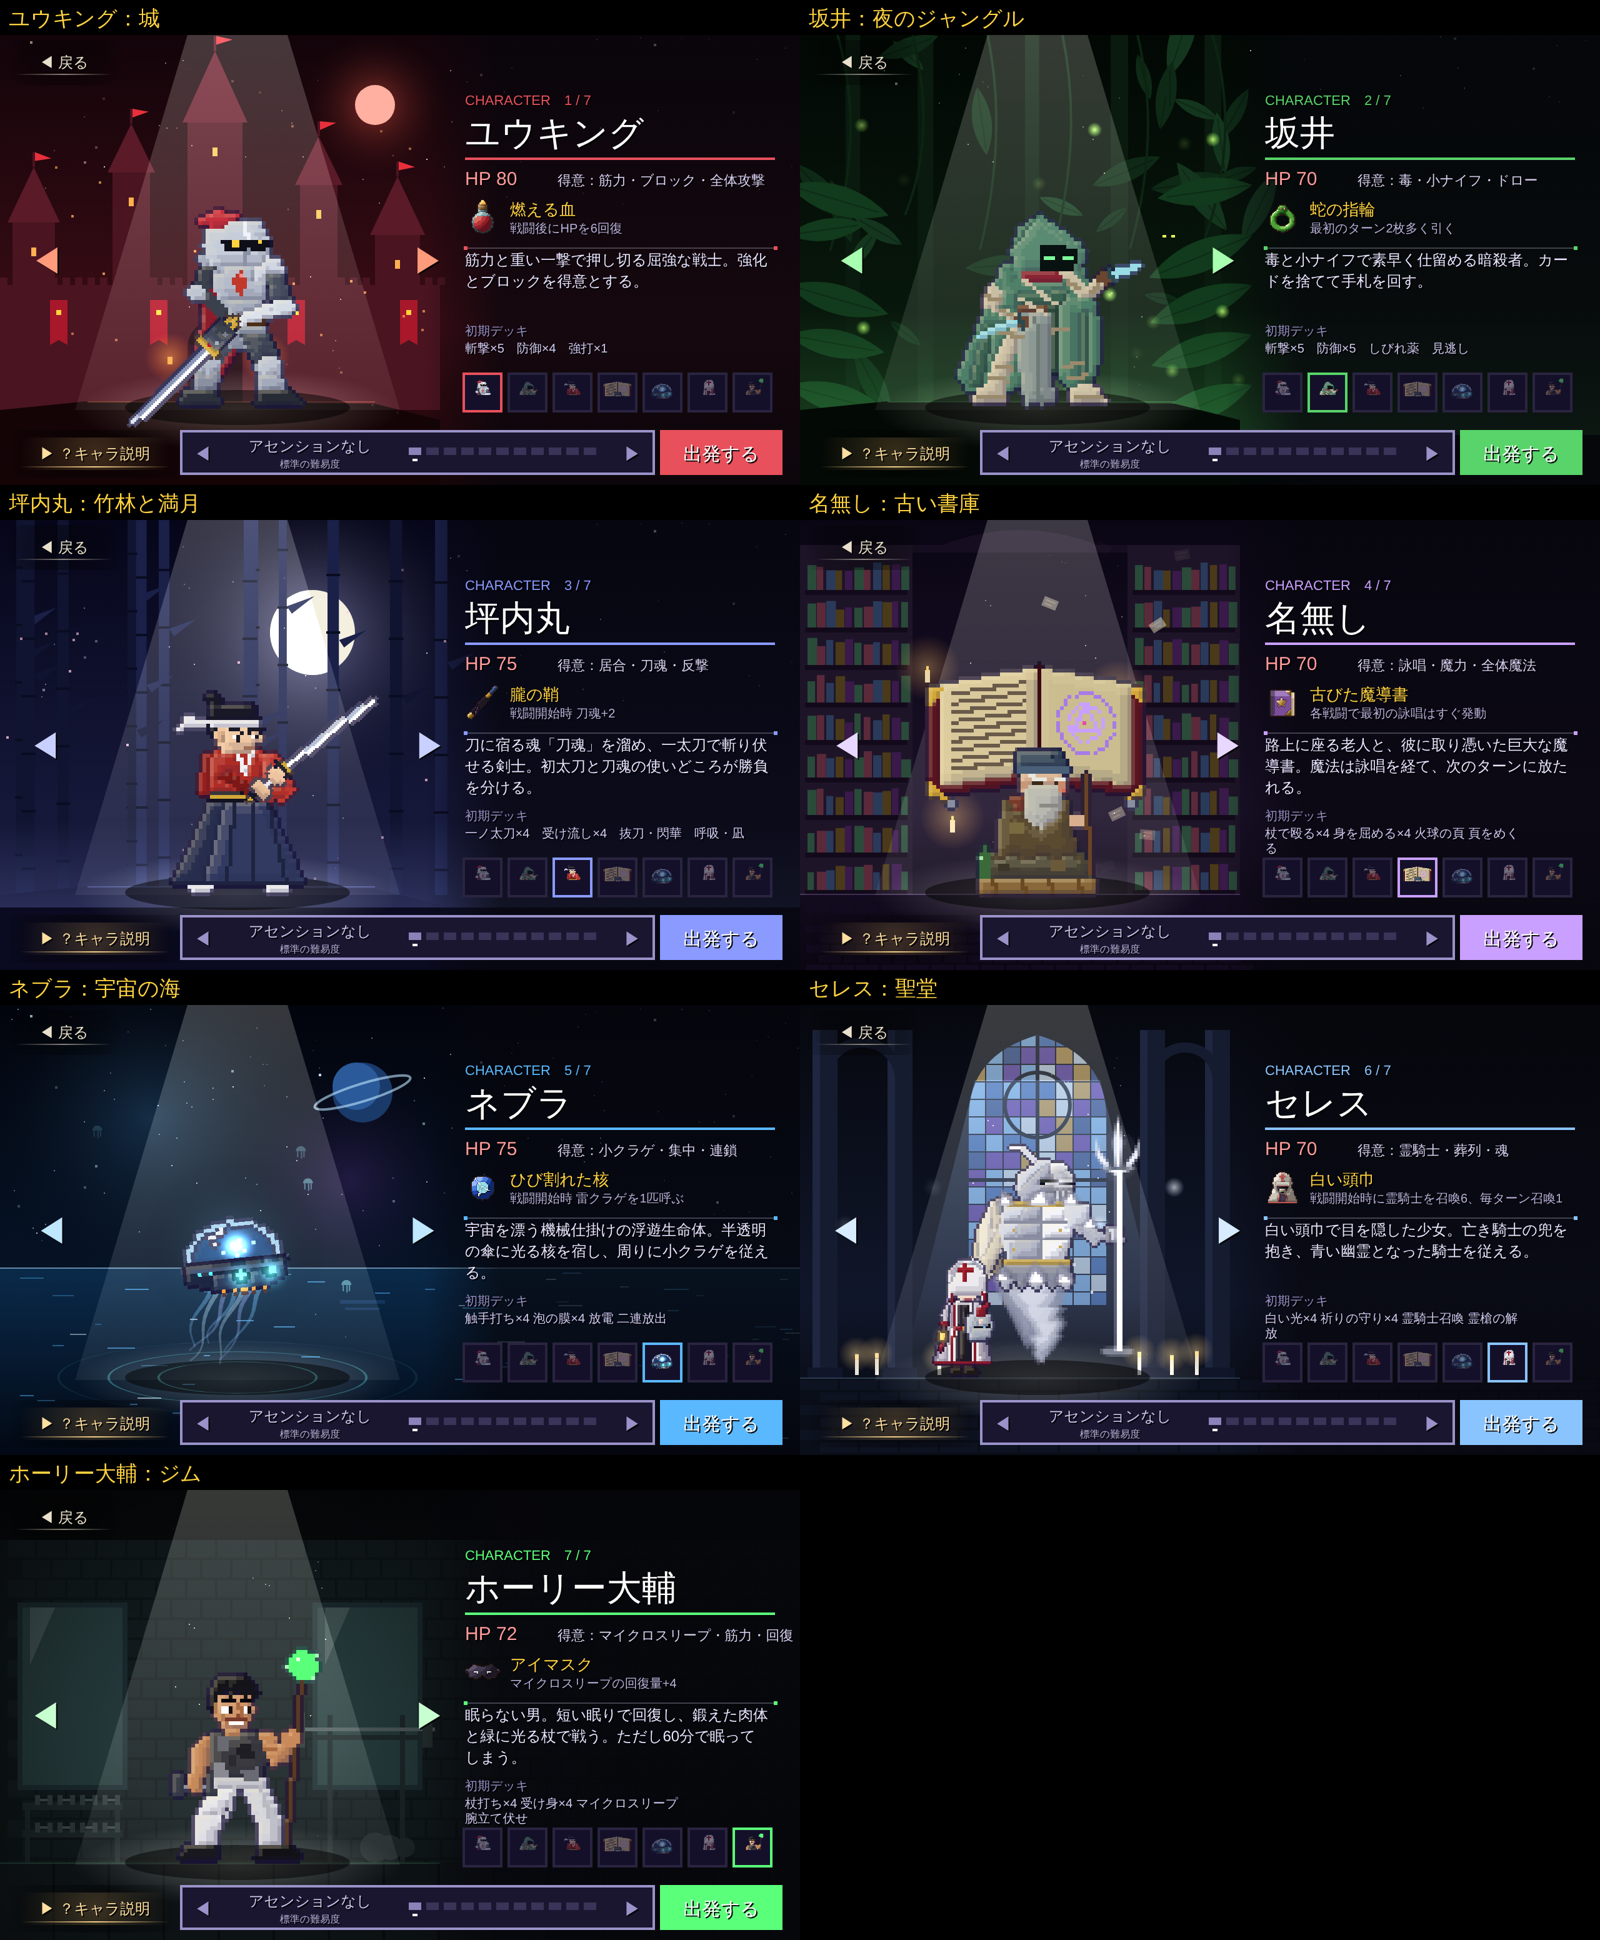 ユウキング：城
◀ 戻る
CHARACTER 1 / 7
ユウキング
HP 80 得意：筋力・ブロック・全体攻撃
燃える血
戦闘後にHPを6回復
筋力と重い一撃で押し切る屈強な戦士。強化
とブロックを得意とする。
初期デッキ
斬撃×5 防御×4 強打×1
▶ ？キャラ説明
アセンションなし
標準の難易度
出発する
坂井：夜のジャングル
◀ 戻る
CHARACTER 2 / 7
坂井
HP 70 得意：毒・小ナイフ・ドロー
蛇の指輪
最初のターン2枚多く引く
毒と小ナイフで素早く仕留める暗殺者。カー
ドを捨てて手札を回す。
初期デッキ
斬撃×5 防御×5 しびれ薬 見逃し
▶ ？キャラ説明
アセンションなし
標準の難易度
出発する
坪内丸：竹林と満月
◀ 戻る
CHARACTER 3 / 7
坪内丸
HP 75 得意：居合・刀魂・反撃
朧の鞘
戦闘開始時 刀魂+2
刀に宿る魂「刀魂」を溜め、一太刀で斬り伏
せる剣士。初太刀と刀魂の使いどころが勝負
を分ける。
初期デッキ
一ノ太刀×4 受け流し×4 抜刀・閃華 呼吸・凪
▶ ？キャラ説明
アセンションなし
標準の難易度
出発する
名無し：古い書庫
◀ 戻る
CHARACTER 4 / 7
名無し
HP 70 得意：詠唱・魔力・全体魔法
古びた魔導書
各戦闘で最初の詠唱はすぐ発動
路上に座る老人と、彼に取り憑いた巨大な魔
導書。魔法は詠唱を経て、次のターンに放た
れる。
初期デッキ
杖で殴る×4 身を屈める×4 火球の頁 頁をめく
る
▶ ？キャラ説明
アセンションなし
標準の難易度
出発する
ネブラ：宇宙の海
◀ 戻る
CHARACTER 5 / 7
ネブラ
HP 75 得意：小クラゲ・集中・連鎖
ひび割れた核
戦闘開始時 雷クラゲを1匹呼ぶ
宇宙を漂う機械仕掛けの浮遊生命体。半透明
の傘に光る核を宿し、周りに小クラゲを従え
る。
初期デッキ
触手打ち×4 泡の膜×4 放電 二連放出
▶ ？キャラ説明
アセンションなし
標準の難易度
出発する
セレス：聖堂
◀ 戻る
CHARACTER 6 / 7
セレス
HP 70 得意：霊騎士・葬列・魂
白い頭巾
戦闘開始時に霊騎士を召喚6、毎ターン召喚1
白い頭巾で目を隠した少女。亡き騎士の兜を
抱き、青い幽霊となった騎士を従える。
初期デッキ
白い光×4 祈りの守り×4 霊騎士召喚 霊槍の解
放
▶ ？キャラ説明
アセンションなし
標準の難易度
出発する
ホーリー大輔：ジム
◀ 戻る
CHARACTER 7 / 7
ホーリー大輔
HP 72 得意：マイクロスリープ・筋力・回復
アイマスク
マイクロスリープの回復量+4
眠らない男。短い眠りで回復し、鍛えた肉体
と緑に光る杖で戦う。ただし60分で眠って
しまう。
初期デッキ
杖打ち×4 受け身×4 マイクロスリープ
腕立て伏せ
▶ ？キャラ説明
アセンションなし
標準の難易度
出発する